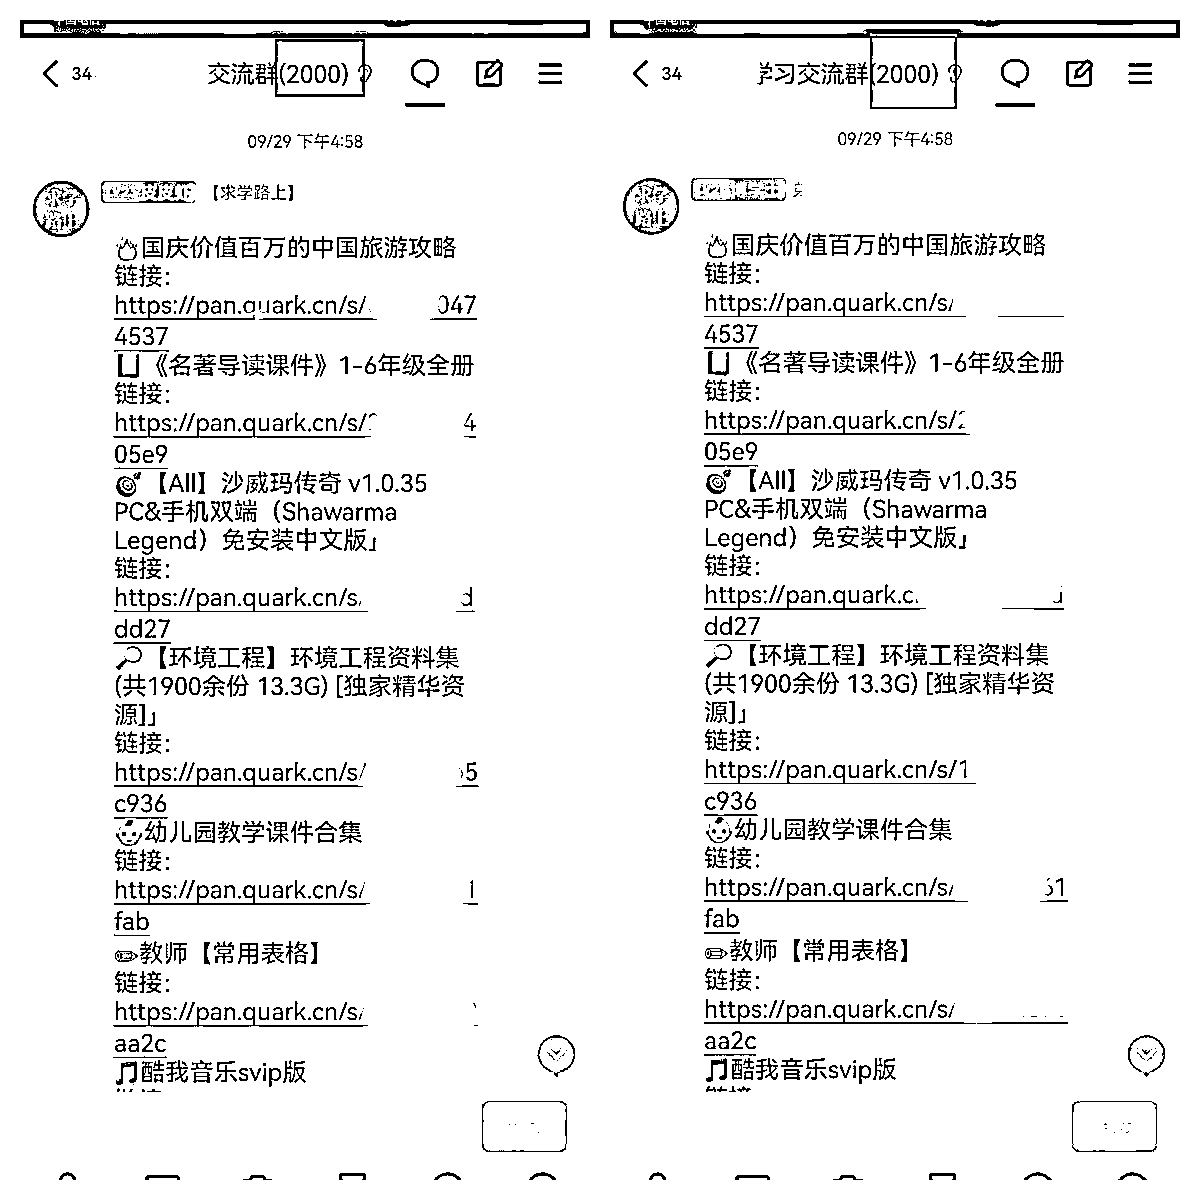 34
交流群(2000)
09/29 下午4:58
【求学路上】
国庆价值百万的中国旅游攻略
链接:
https://pan.quark.cn/s/
047
4537
《名著导读课件》1-6年级全册
链接:
https://pan.quark.cn/s/
4
05e9
【All】沙威玛传奇 v1.0.35
PC&手机双端（Shawarma
Legend）免安装中文版」
链接:
https://pan.quark.cn/s
d
dd27
【环境工程】环境工程资料集
(共1900余份 13.3G) [独家精华资
源]」
链接:
https://pan.quark.cn/s/
5
c936
幼儿园教学课件合集
链接:
https://pan.quark.cn/s/
1
fab
教师【常用表格】
链接:
https://pan.quark.cn/s/
aa2c
酷我音乐svip版
34
学习交流群(2000)
09/29 下午4:58
国庆价值百万的中国旅游攻略
链接:
https://pan.quark.cn/s/
4537
《名著导读课件》1-6年级全册
链接:
https://pan.quark.cn/s/2
05e9
【All】沙威玛传奇 v1.0.35
PC&手机双端（Shawarma
Legend）免安装中文版」
链接:
https://pan.quark.c
dd27
【环境工程】环境工程资料集
(共1900余份 13.3G) [独家精华资
源]」
链接:
https://pan.quark.cn/s/1
c936
幼儿园教学课件合集
链接:
https://pan.quark.cn/s/
61
fab
教师【常用表格】
链接:
https://pan.quark.cn/s/
aa2c
酷我音乐svip版